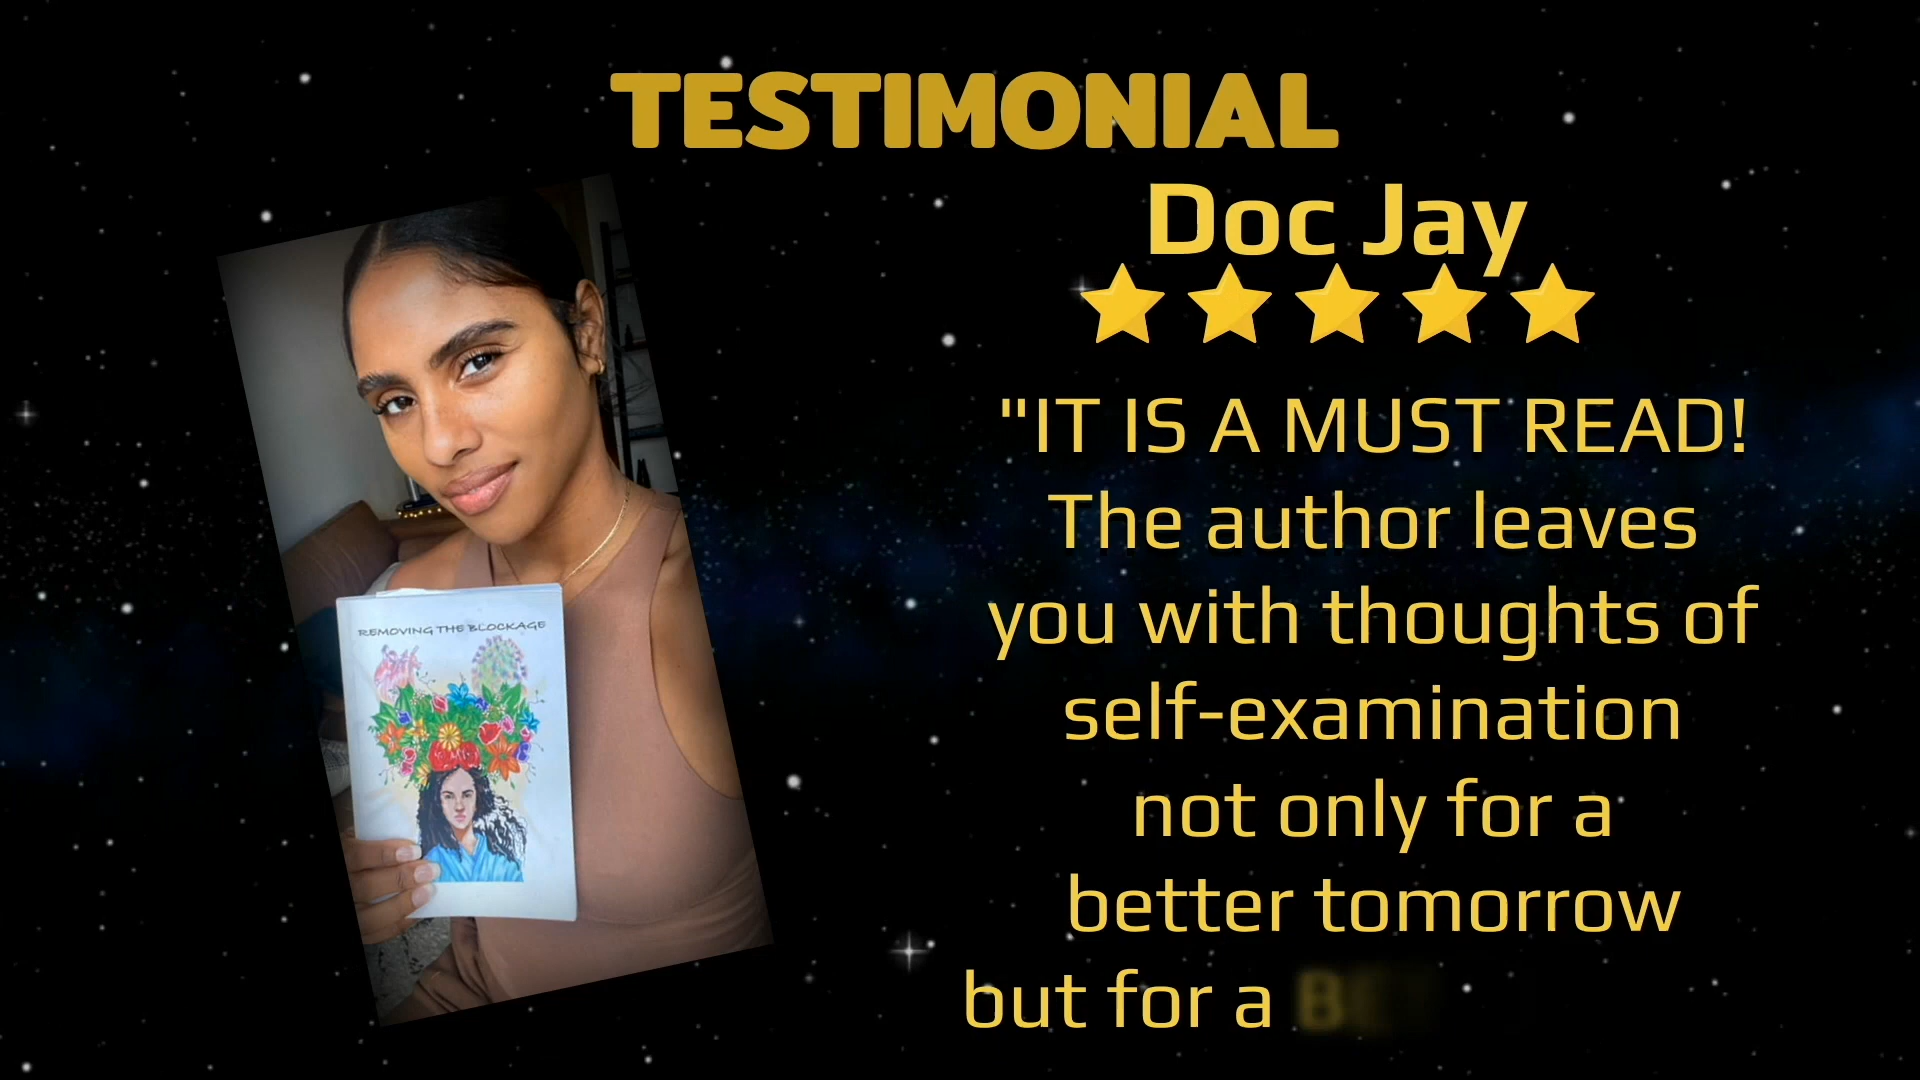 TESTIMONIAL
Doc Jay
"IT IS A MUST READ!
The author leaves
you with thoughts of
self-examination
not only for a
better tomorrow
but for a
REMOVING THE BLOCKAGE